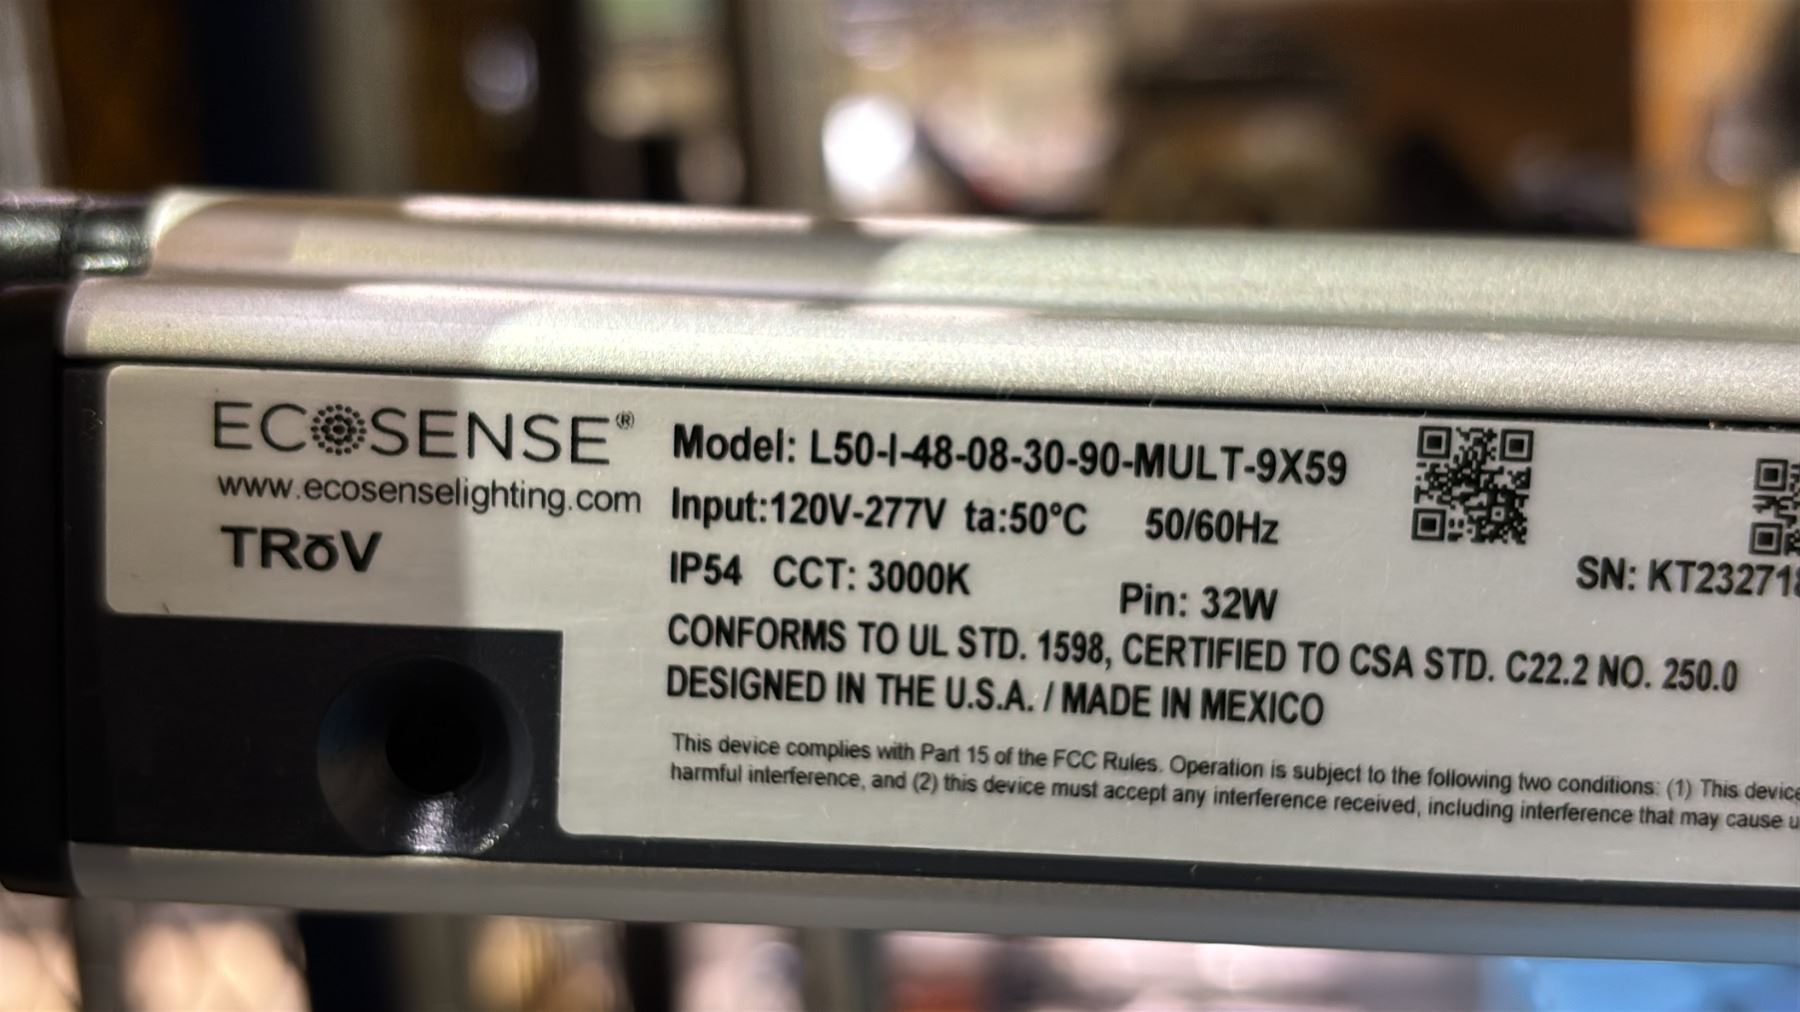 ECOSENSE®
www.ecosenselighting.com
TRōV
Model: L50-I-48-08-30-90-MULT-9X59
Input:120V-277V ta:50°C 50/60Hz
IP54 CCT: 3000K
Pin: 32W
SN: KT23271
CONFORMS TO UL STD. 1598, CERTIFIED TO CSA STD. C22.2 NO. 250.0
DESIGNED IN THE U.S.A. / MADE IN MEXICO
This device complies with Part 15 of the FCC Rules. Operation is subject to the following two conditions: (1) This device
harmful interference, and (2) this device must accept any interference received, including interference that may cause